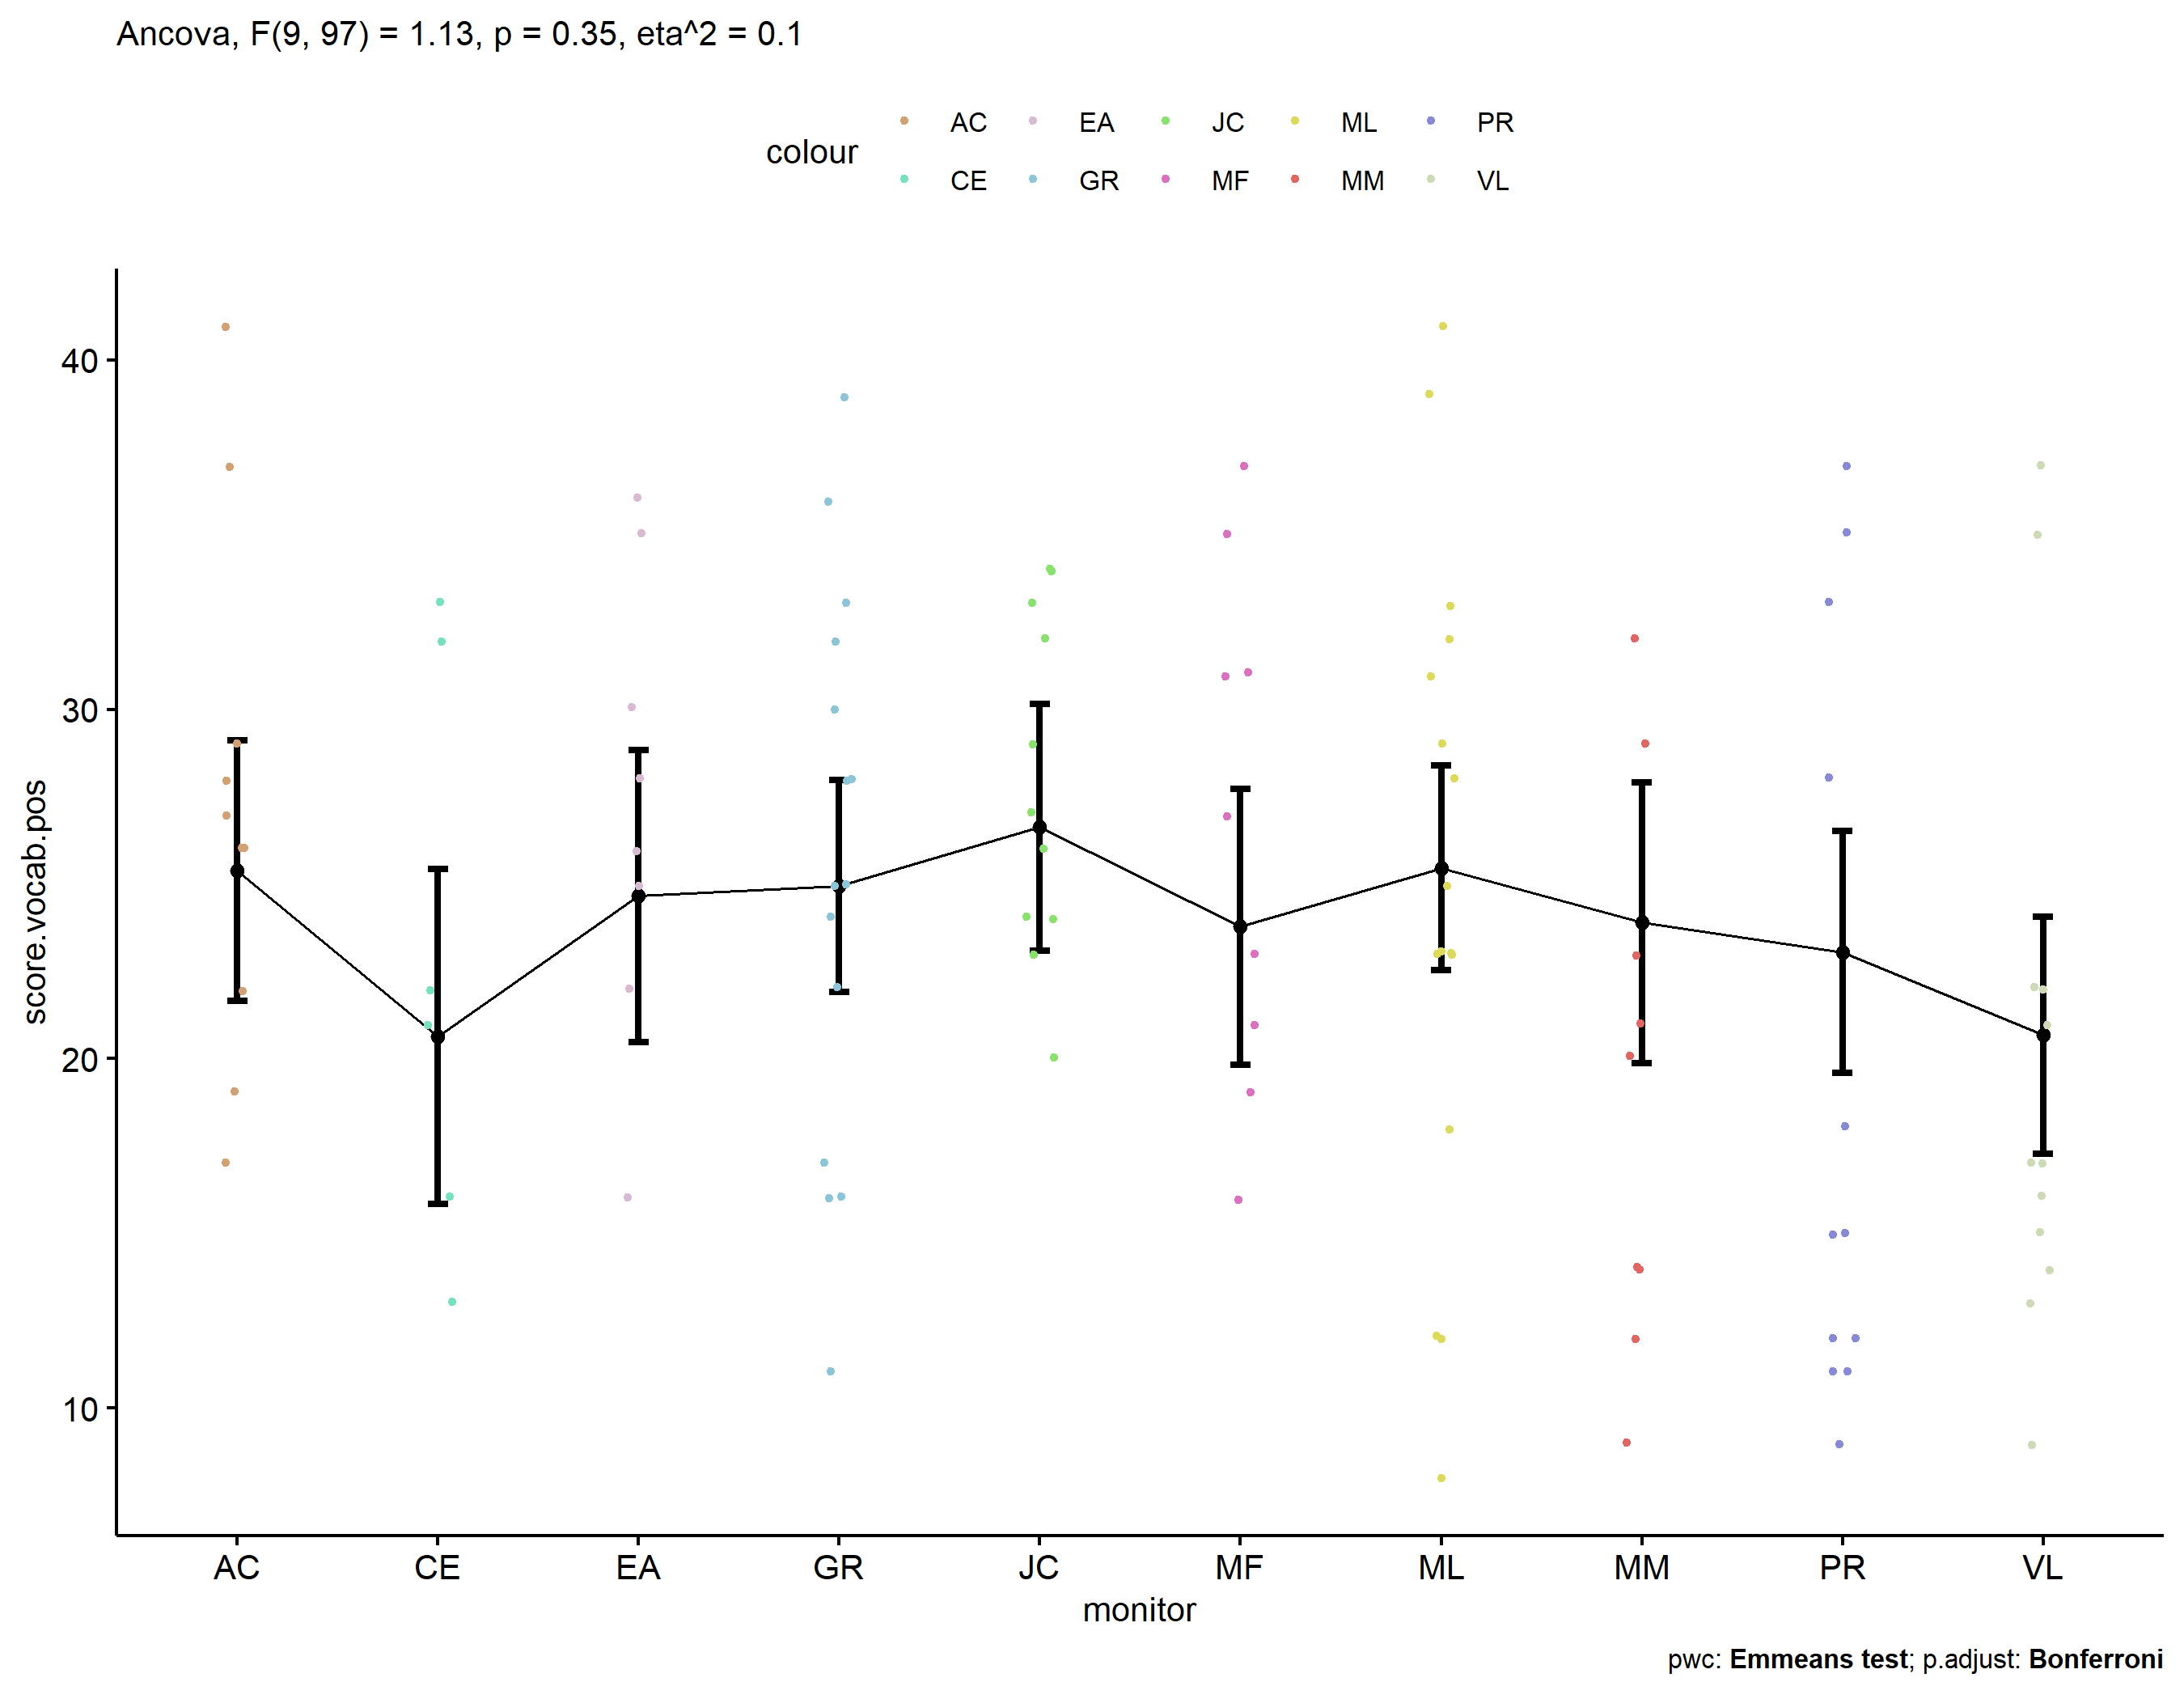 Ancova, F(9, 97) = 1.13, p = 0.35, eta^2 = 0.1
colour
AC EA JC ML PR
CE GR MF MM VL
score.vocab.pos
40
30
20
10
AC CE EA GR JC MF ML MM PR VL
monitor
pwc: Emmeans test; p.adjust: Bonferroni